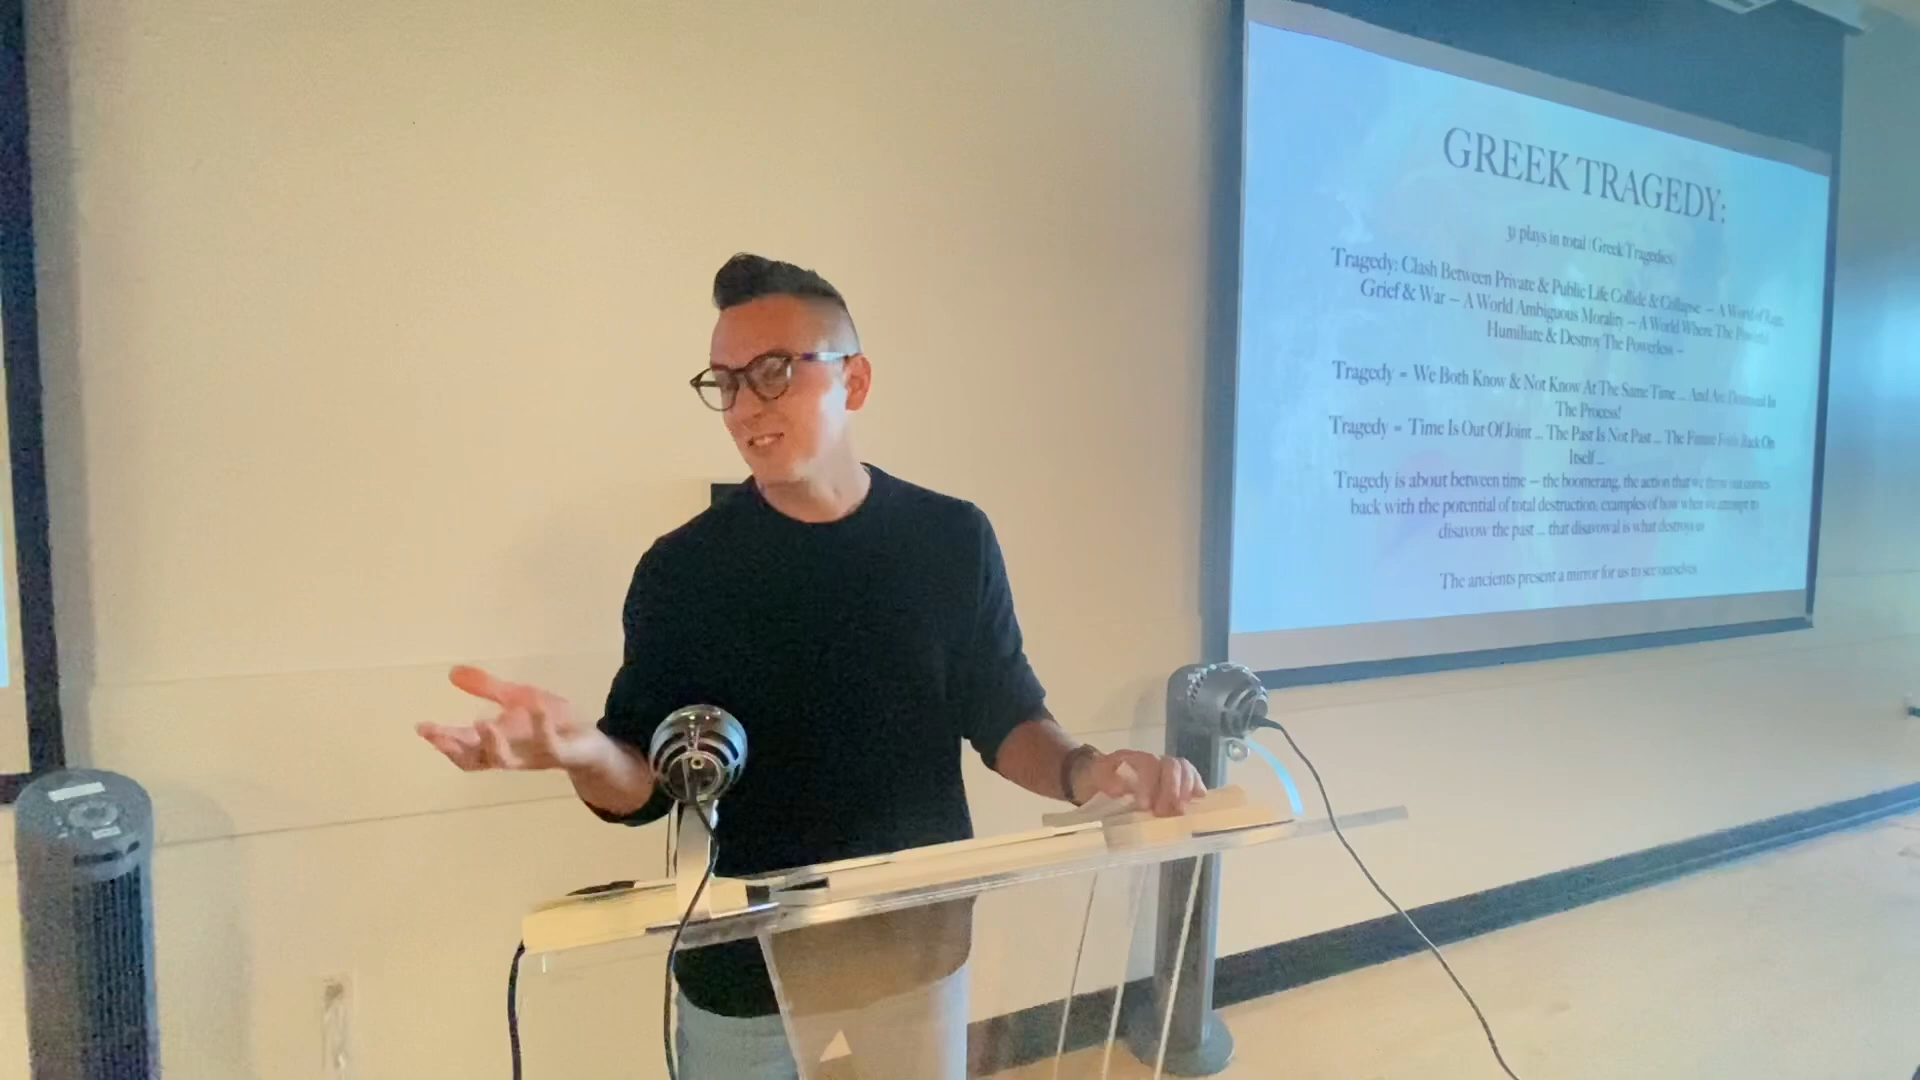 GREEK TRAGEDY:
31 plays in total (Greek Tragedies)
Tragedy: Clash Between Private & Public Life Collide & Collapse – A World of Rage,
Grief & War – A World Ambiguous Morality – A World Where The Powerful
Humiliate & Destroy The Powerless –
Tragedy = We Both Know & Not Know At The Same Time ... And Are Destroyed In
The Process!
Tragedy = Time Is Out Of Joint ... The Past Is Not Past ... The Future Folds Back On
Itself ...
Tragedy is about between time – the boomerang, the action that we throw out comes
back with the potential of total destruction; examples of how what we attempt to
disavow the past ... that disavowal is what destroys us
The ancients present a mirror for us to see ourselves